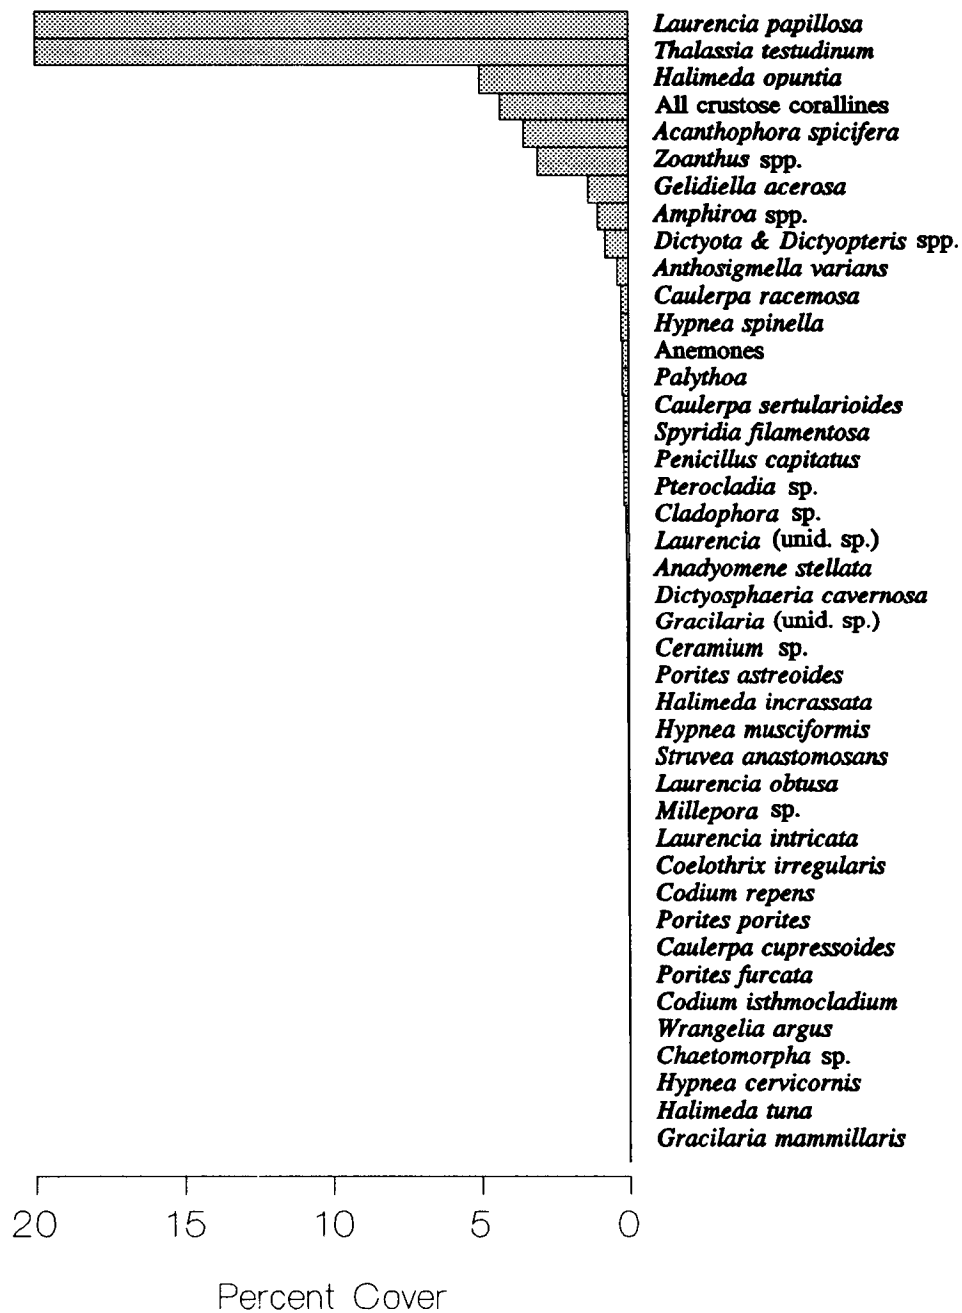 Laurencia papillosa
Thalassia testudinum
Halimeda opuntia
All crustose corallines
Acanthophora spicifera
Zoanthus spp.
Gelidiella acerosa
Amphiroa spp.
Dictyota & Dictyopteris spp.
Anthosigmella varians
Caulerpa racemosa
Hypnea spinella
Anemones
Palythoa
Caulerpa sertularioides
Spyridia filamentosa
Penicillus capitatus
Pterocladia sp.
Cladophora sp.
Laurencia (unid. sp.)
Anadyomene stellata
Dictyosphaeria cavernosa
Gracilaria (unid. sp.)
Ceramium sp.
Porites astreoides
Halimeda incrassata
Hypnea musciformis
Struvea anastomosans
Laurencia obtusa
Millepora sp.
Laurencia intricata
Coelothrix irregularis
Codium repens
Porites porites
Caulerpa cupressoides
Porites furcata
Codium isthmocladium
Wrangelia argus
Chaetomorpha sp.
Hypnea cervicornis
Halimeda tuna
Gracilaria mammillaris
20 15 10 5 0
Percent Cover